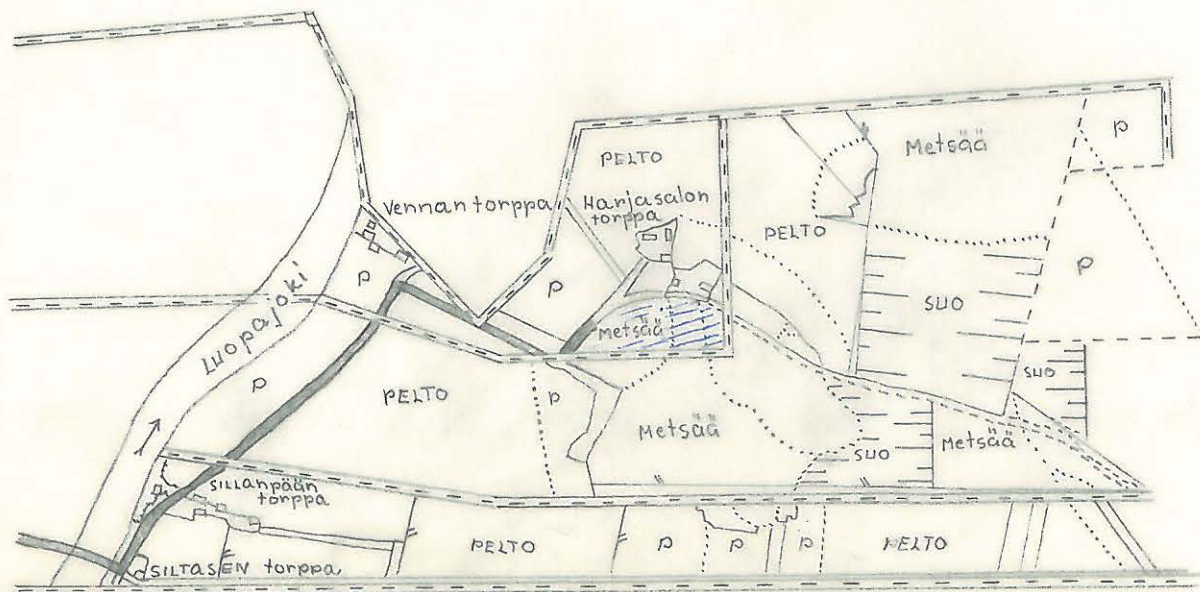 P
Metsää
PELTO
Vennan torppa
Harjasalon
torppa
PELTO
P
P
P
Luopajoki
SUO
Metsää
P
SUO
PELTO
P
Metsää
Metsää
SUO
SILLANPÄÄN
torppa
PELTO
P
P
P
PELTO
SILTASEN torppa